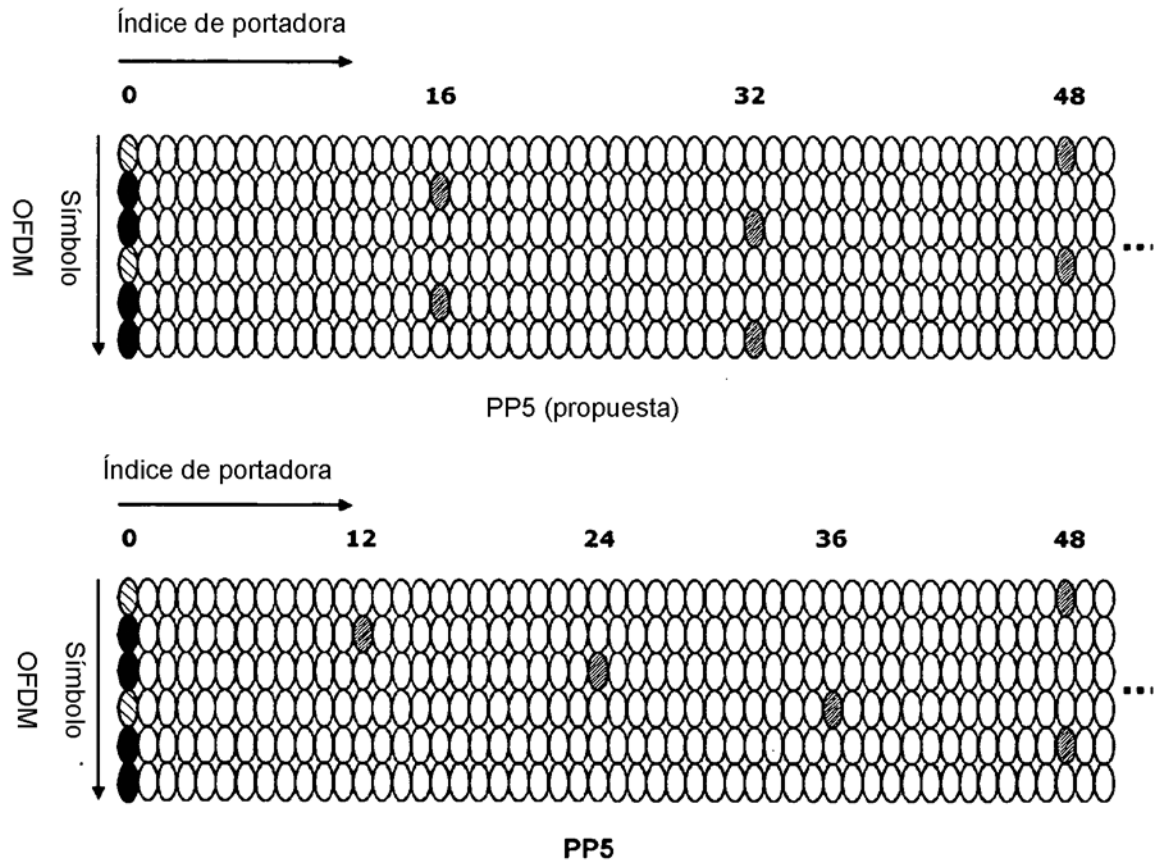 Índice de portadora
0 16 32 48
Símbolo
OFDM
PP5 (propuesta)
Índice de portadora
0 12 24 36 48
Símbolo
OFDM
PP5